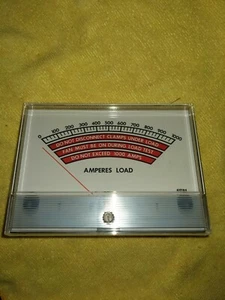 0 100 200 300 400 500 600 700 800 900 1000
DO NOT DISCONNECT CLAMPS UNDER LOAD
FAN MUST BE ON DURING LOAD TEST
DO NOT EXCEED 1000 AMPS
AMPERES LOAD